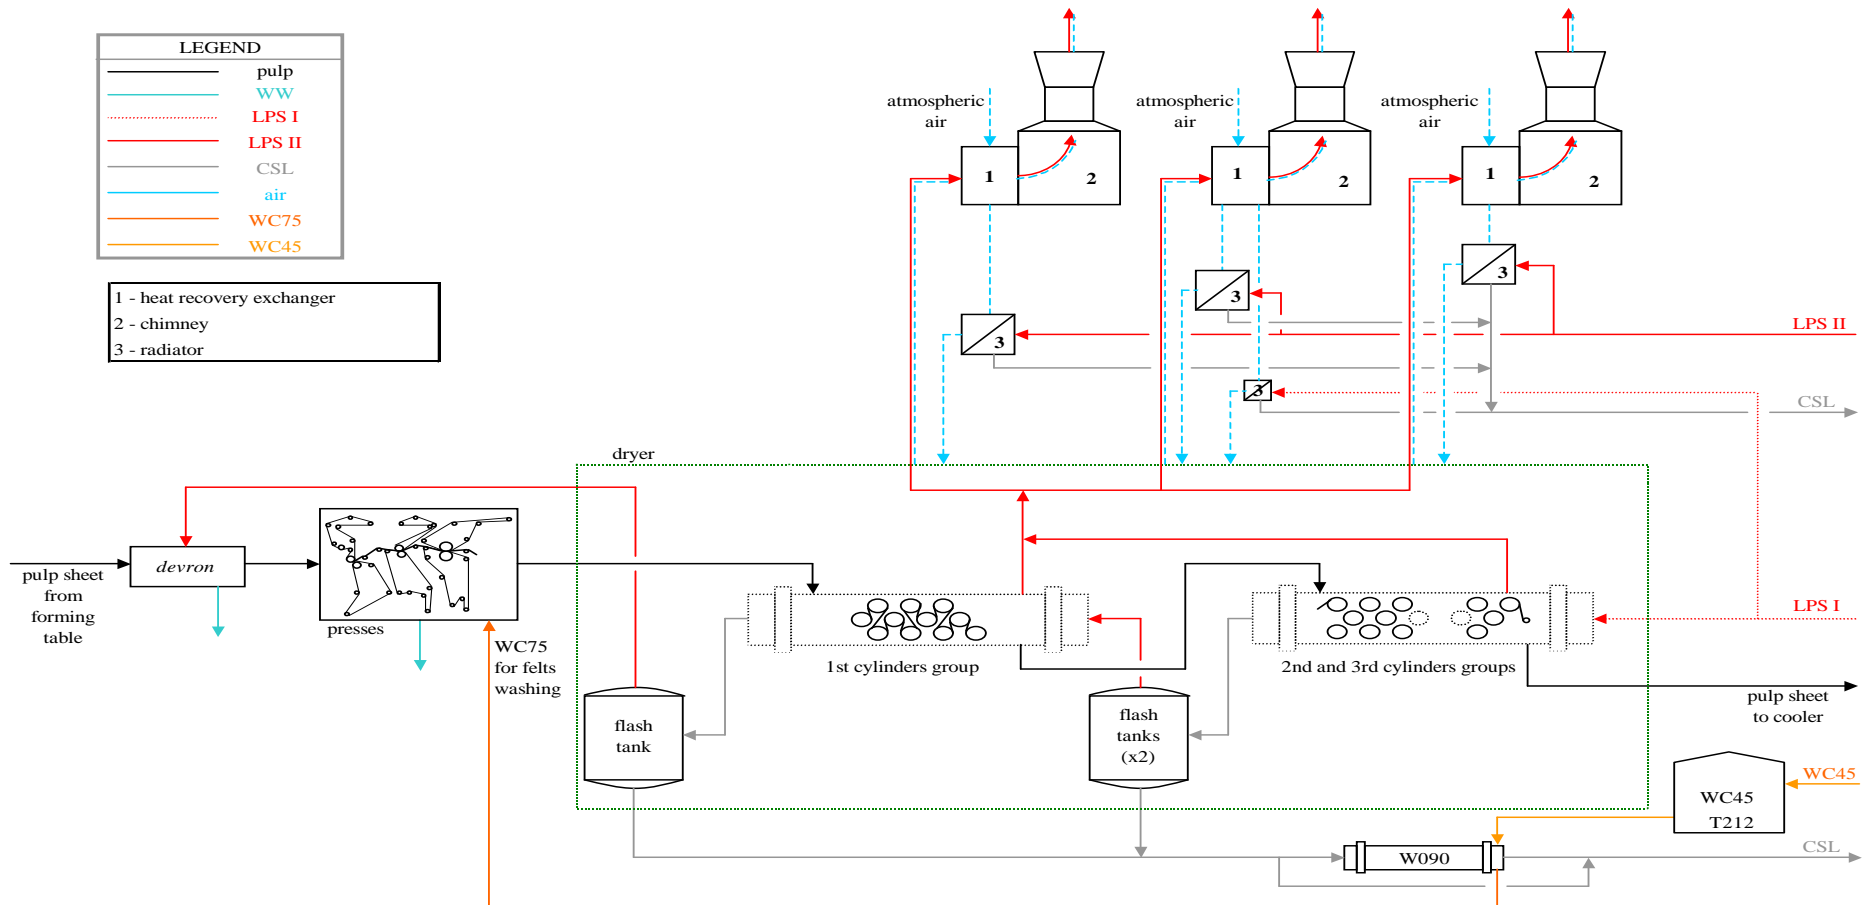 LEGEND
pulp
WW
LPS I
LPS II
CSL
air
WC75
WC45
1 - heat recovery exchanger
2 - chimney
3 - radiator
atmospheric
air
atmospheric
air
atmospheric
air
1
2
1
2
1
2
3
3
3
3
LPS II
CSL
dryer
devron
pulp sheet
from
forming
table
presses
WC75
for felts
washing
1st cylinders group
2nd and 3rd cylinders groups
LPS I
pulp sheet
to cooler
flash
tank
flash
tanks
(x2)
WC45
WC45
T212
W090
CSL